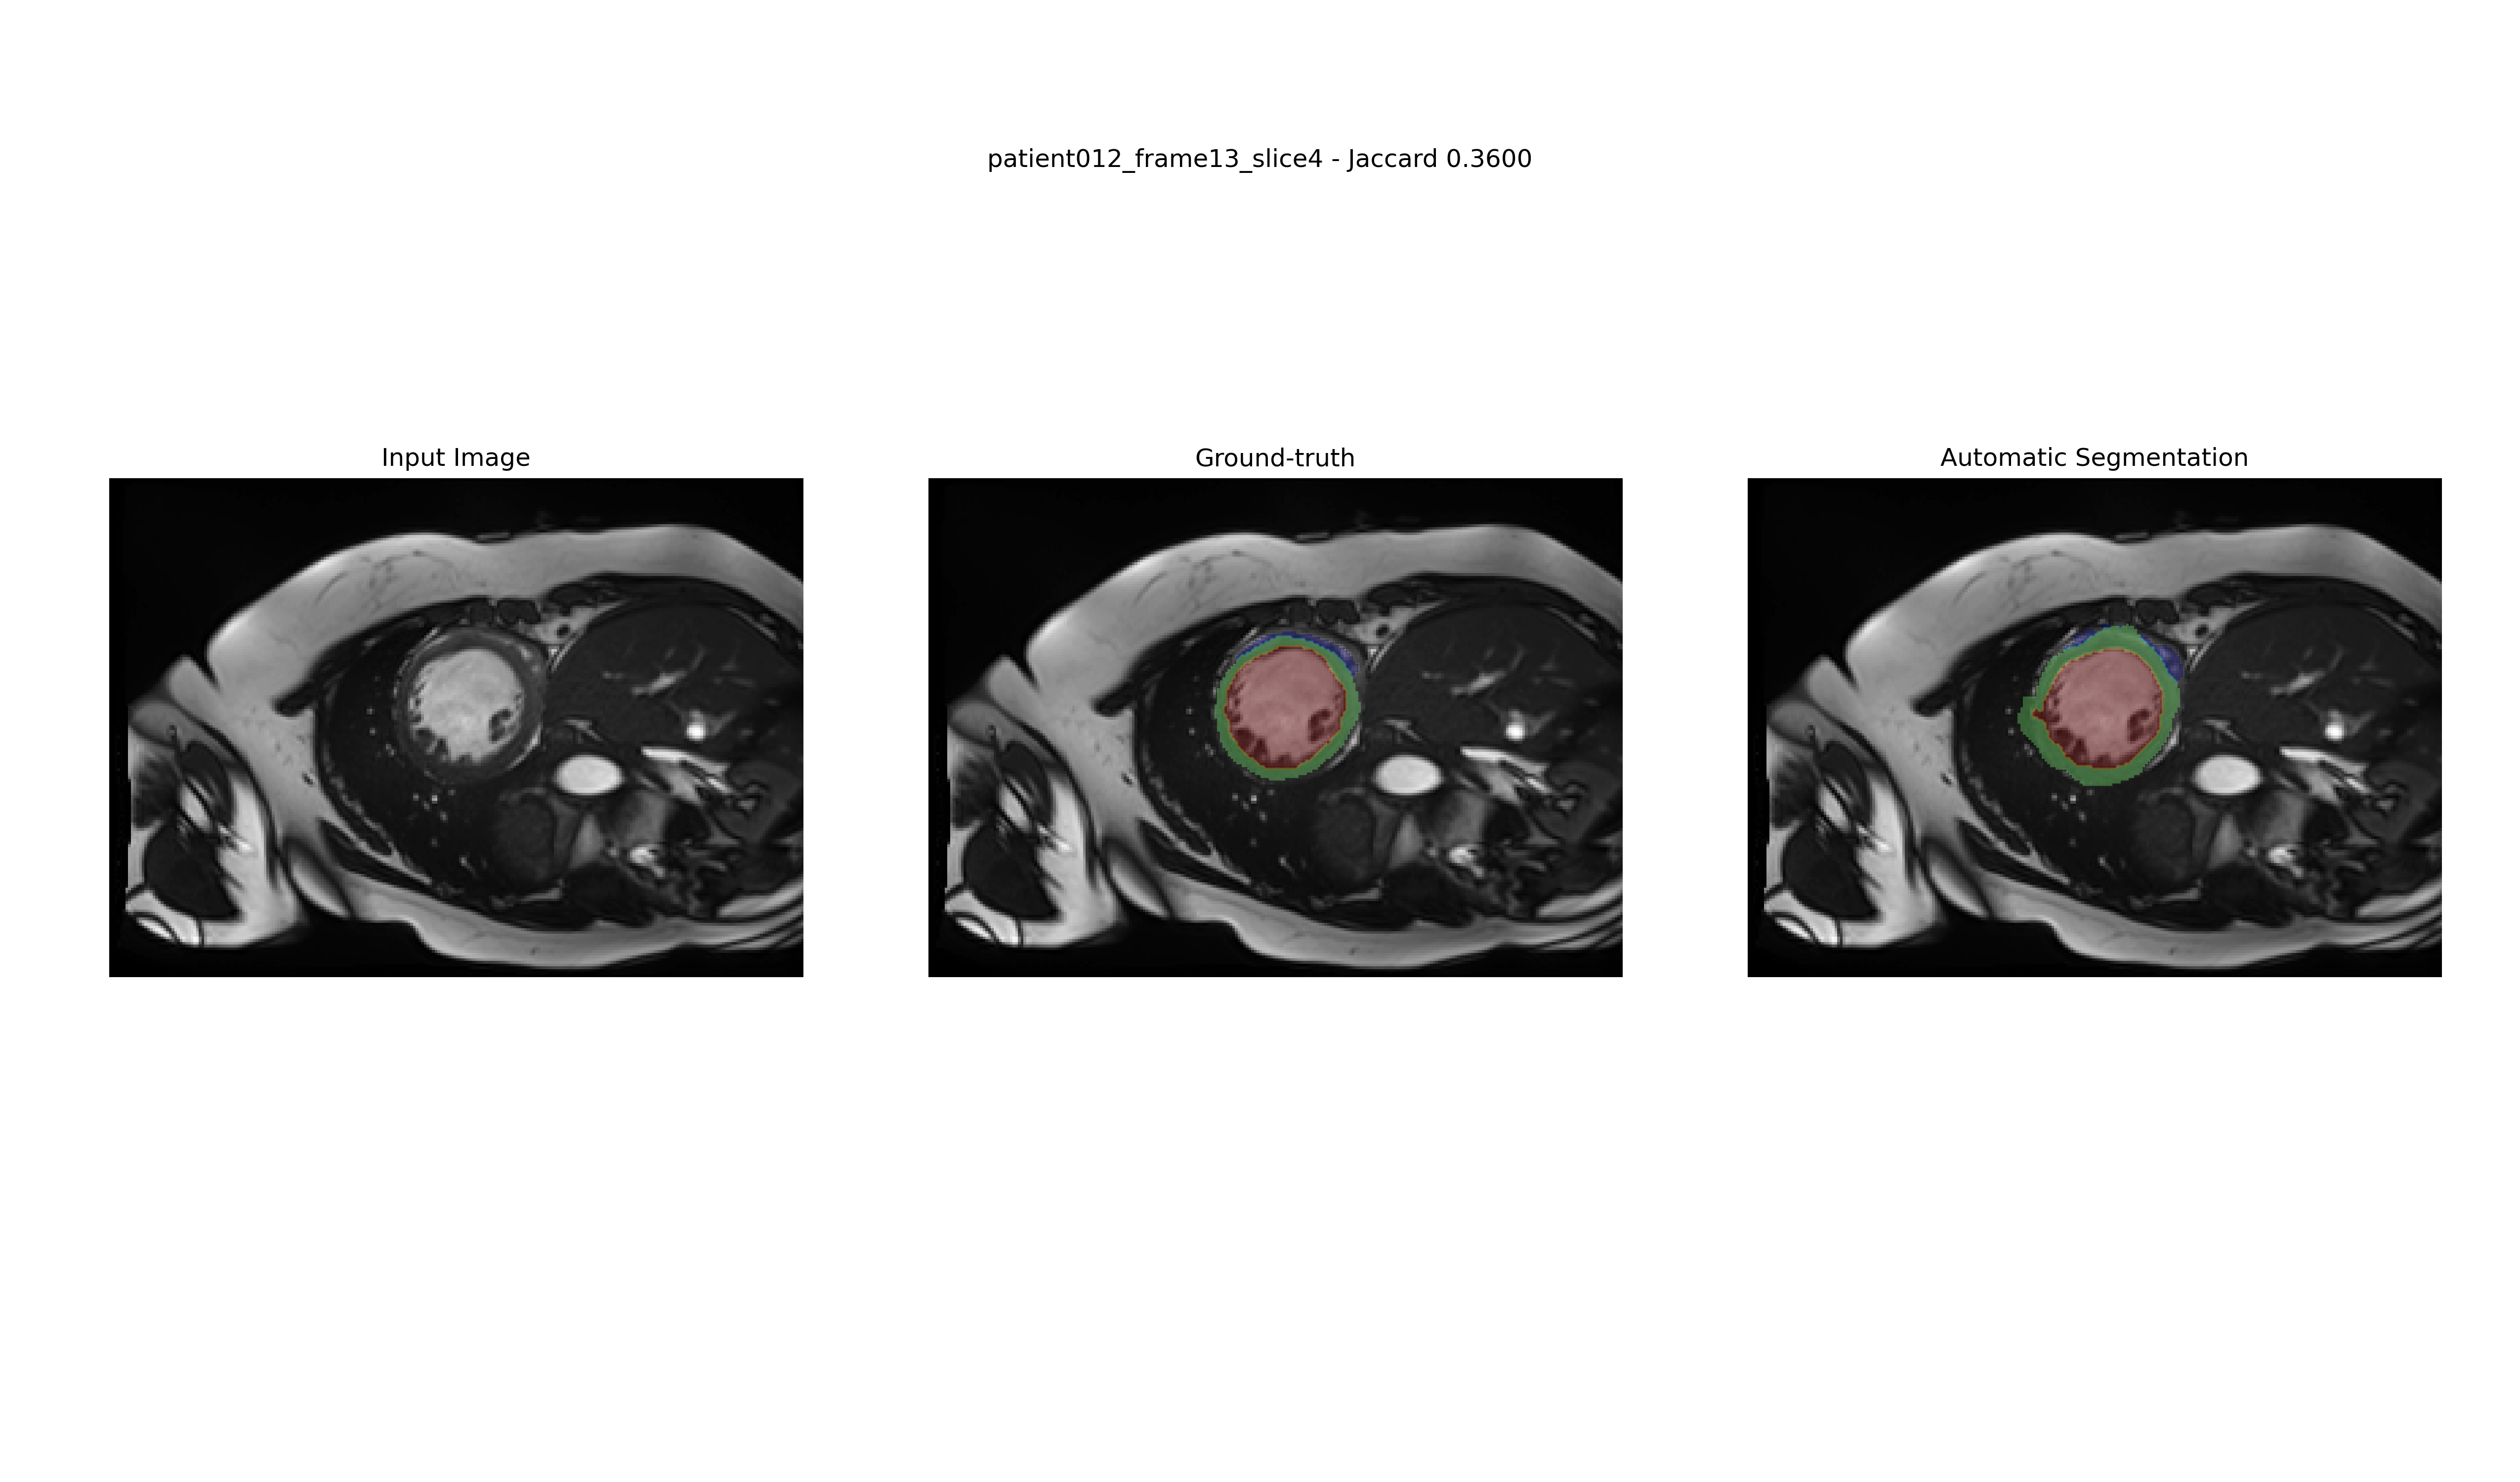 patient012_frame13_slice4 - Jaccard 0.3600
Input Image
Ground-truth
Automatic Segmentation